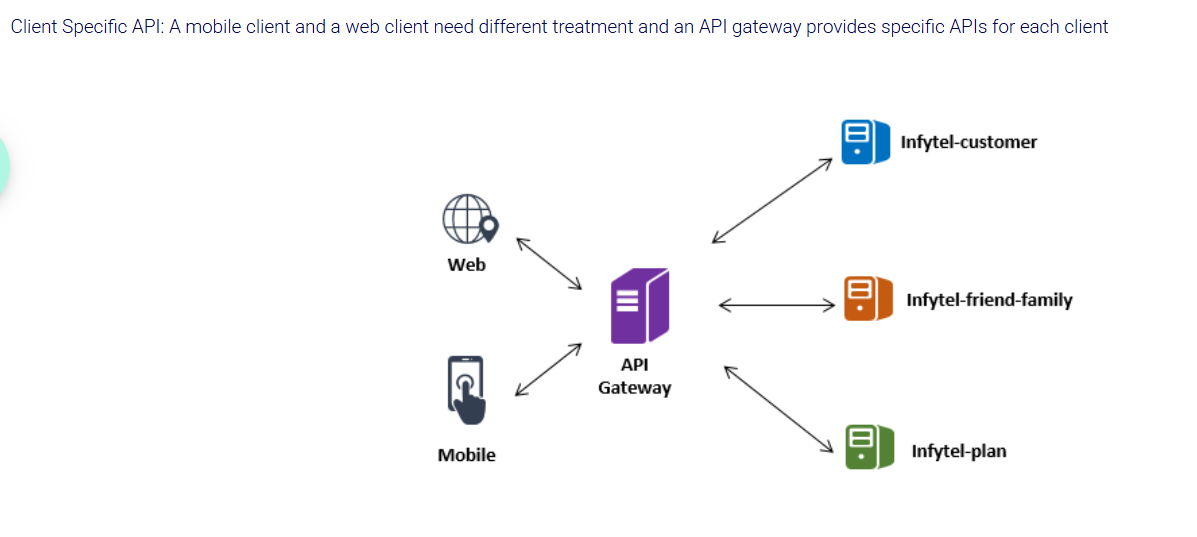 Client Specific API: A mobile client and a web client need different treatment and an API gateway provides specific APIs for each client
Infytel-customer
Web
Infytel-friend-family
API
Gateway
Mobile
Infytel-plan